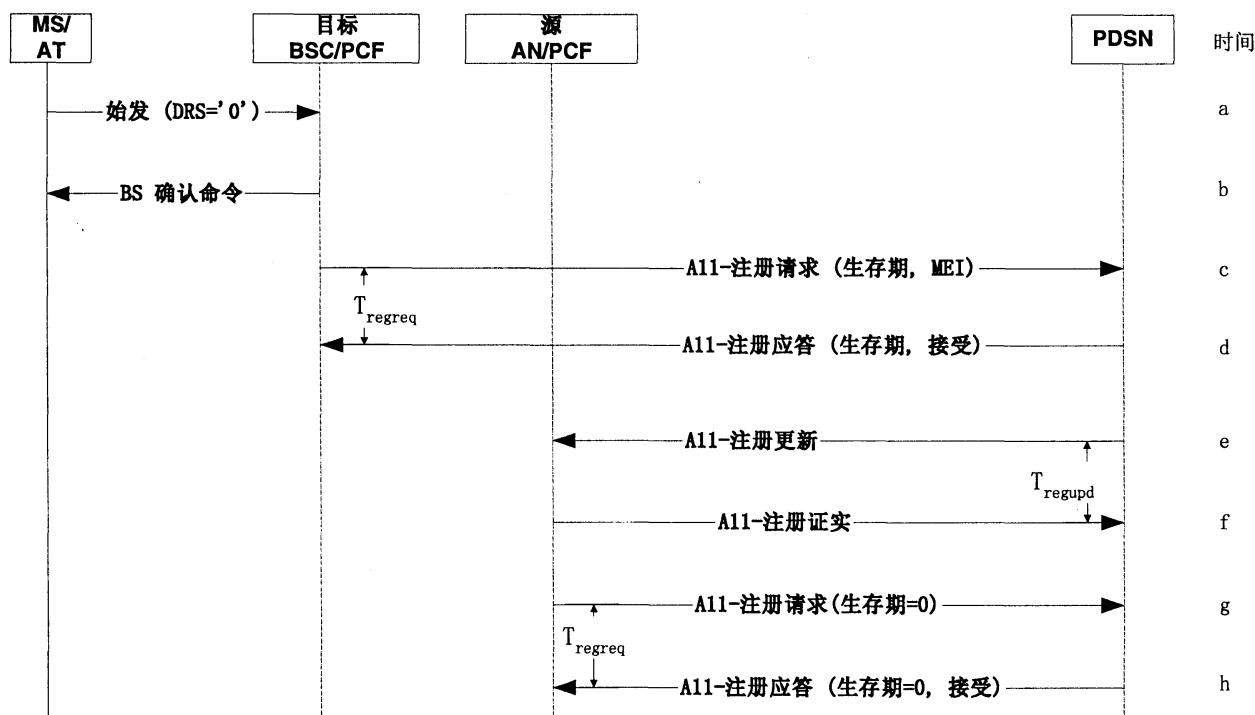 MS/
AT
目标
BSC/PCF
源
AN/PCF
PDSN
时间
始发 (DRS='0')
a
BS 确认命令
b
A11-注册请求 (生存期, MEI)
c
Tregreq
A11-注册应答 (生存期, 接受)
d
A11-注册更新
e
Tregupd
A11-注册证实
f
A11-注册请求(生存期=0)
g
Tregreq
A11-注册应答 (生存期=0, 接受)
h